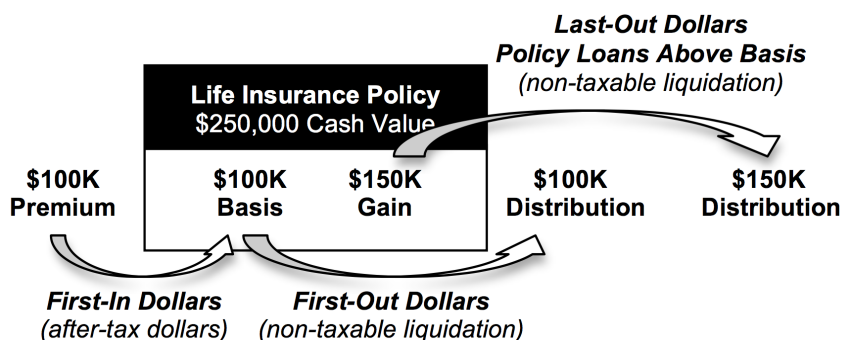 Last-Out Dollars
Policy Loans Above Basis
(non-taxable liquidation)
Life Insurance Policy
$250,000 Cash Value
$100K
Premium
$100K
Basis
$150K
Gain
$100K
Distribution
$150K
Distribution
First-In Dollars
(after-tax dollars)
First-Out Dollars
(non-taxable liquidation)